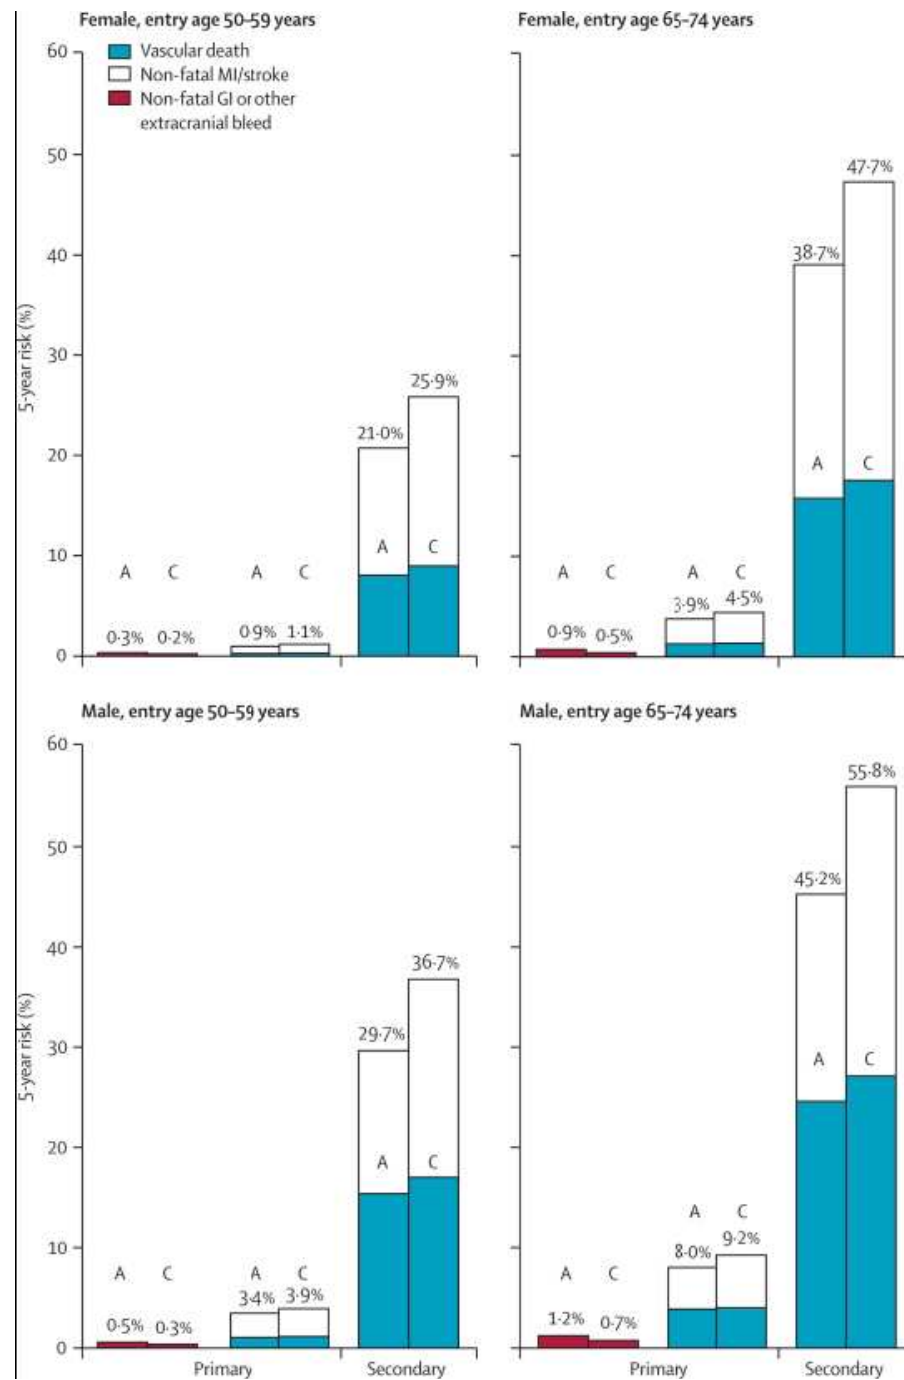 Female, entry age 50–59 years
Vascular death
Non-fatal MI/stroke
Non-fatal GI or other
extracranial bleed
60
50
40
30
20
10
0
5-year risk (%)
A C A C A C
0·3% 0·2% 0·9% 1·1% 21·0% 25·9%
Female, entry age 65–74 years
A C A C A C
0·9% 0·5% 3·9% 4·5% 38·7% 47·7%
Male, entry age 50–59 years
60
50
40
30
20
10
0
5-year risk (%)
A C A C A C
0·5% 0·3% 3·4% 3·9% 29·7% 36·7%
Primary Secondary
Male, entry age 65–74 years
A C A C A C
1·2% 0·7% 8·0% 9·2% 45·2% 55·8%
Primary Secondary